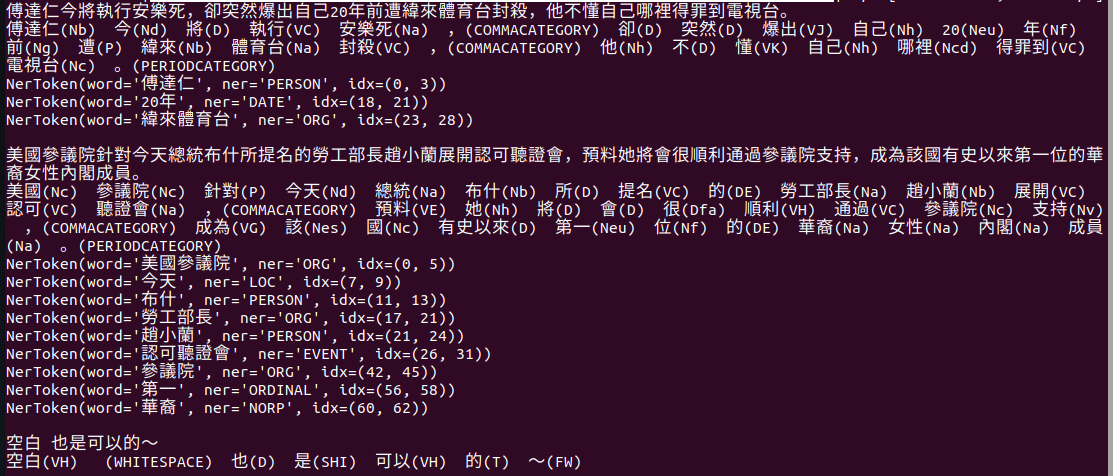 傅達仁今將執行安樂死，卻突然爆出自己20年前遭緯來體育台封殺，他不懂自己哪裡得罪到電視台。
傅達仁(Nb)　今(Nd)　將(D)　執行(VC)　安樂死(Na)　，(COMMACATEGORY)　卻(D)　突然(D)　爆出(VJ)　自己(Nh)　20(Neu)　年(Nf)
前(Ng)　遭(P)　緯來(Nb)　體育台(Na)　封殺(VC)　，(COMMACATEGORY)　他(Nh)　不(D)　懂(VK)　自己(Nh)　哪裡(Ncd)　得罪到(VC)
電視台(Nc)　。(PERIODCATEGORY)
NerToken(word='傅達仁', ner='PERSON', idx=(0, 3))
NerToken(word='20年', ner='DATE', idx=(18, 21))
NerToken(word='緯來體育台', ner='ORG', idx=(23, 28))
美國參議院針對今天總統布什所提名的勞工部長趙小蘭展開認可聽證會，預料她將會很順利通過參議院支持，成為該國有史以來第一位的華
裔女性內閣成員。
美國(Nc)　參議院(Nc)　針對(P)　今天(Nd)　總統(Na)　布什(Nb)　所(D)　提名(VC)　的(DE)　勞工部長(Na)　趙小蘭(Nb)　展開(VC)
認可(VC)　聽證會(Na)　，(COMMACATEGORY)　預料(VE)　她(Nh)　將(D)　會(D)　很(Dfa)　順利(VH)　通過(VC)　參議院(Nc)　支持(Nv)
，(COMMACATEGORY)　成為(VG)　該(Nes)　國(Nc)　有史以來(D)　第一(Neu)　位(Nf)　的(DE)　華裔(Na)　女性(Na)　內閣(Na)　成員
(Na)　。(PERIODCATEGORY)
NerToken(word='美國參議院', ner='ORG', idx=(0, 5))
NerToken(word='今天', ner='LOC', idx=(7, 9))
NerToken(word='布什', ner='PERSON', idx=(11, 13))
NerToken(word='勞工部長', ner='ORG', idx=(17, 21))
NerToken(word='趙小蘭', ner='PERSON', idx=(21, 24))
NerToken(word='認可聽證會', ner='EVENT', idx=(26, 31))
NerToken(word='參議院', ner='ORG', idx=(42, 45))
NerToken(word='第一', ner='ORDINAL', idx=(56, 58))
NerToken(word='華裔', ner='NORP', idx=(60, 62))
空白 也是可以的～
空白(VH)　 (WHITESPACE)　也(D)　是(SHI)　可以(VH)　的(T)　～(FW)